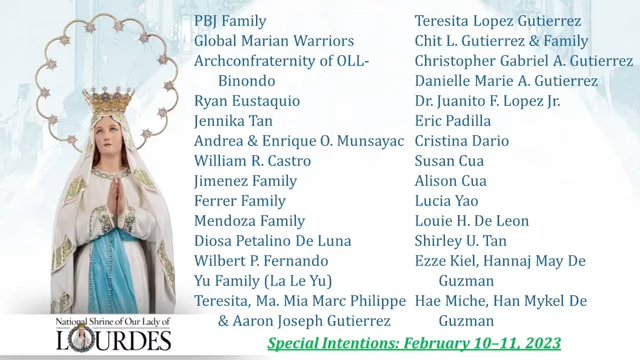 PBJ Family
Global Marian Warriors
Archconfraternity of OLL-
Binondo
Ryan Eustaquio
Jennika Tan
Andrea & Enrique O. Munsayac
William R. Castro
Jimenez Family
Ferrer Family
Mendoza Family
Diosa Petalino De Luna
Wilbert P. Fernando
Yu Family (La Le Yu)
Teresita, Ma. Mia Marc Philippe
& Aaron Joseph Gutierrez
Teresita Lopez Gutierrez
Chit L. Gutierrez & Family
Christopher Gabriel A. Gutierrez
Danielle Marie A. Gutierrez
Dr. Juanito F. Lopez Jr.
Eric Padilla
Cristina Dario
Susan Cua
Alison Cua
Lucia Yao
Louie H. De Leon
Shirley U. Tan
Ezze Kiel, Hannaj May De
Guzman
Hae Miche, Han Mykel De
Guzman
National Shrine of Our Lady of
LOURDES
Special Intentions: February 10–11, 2023